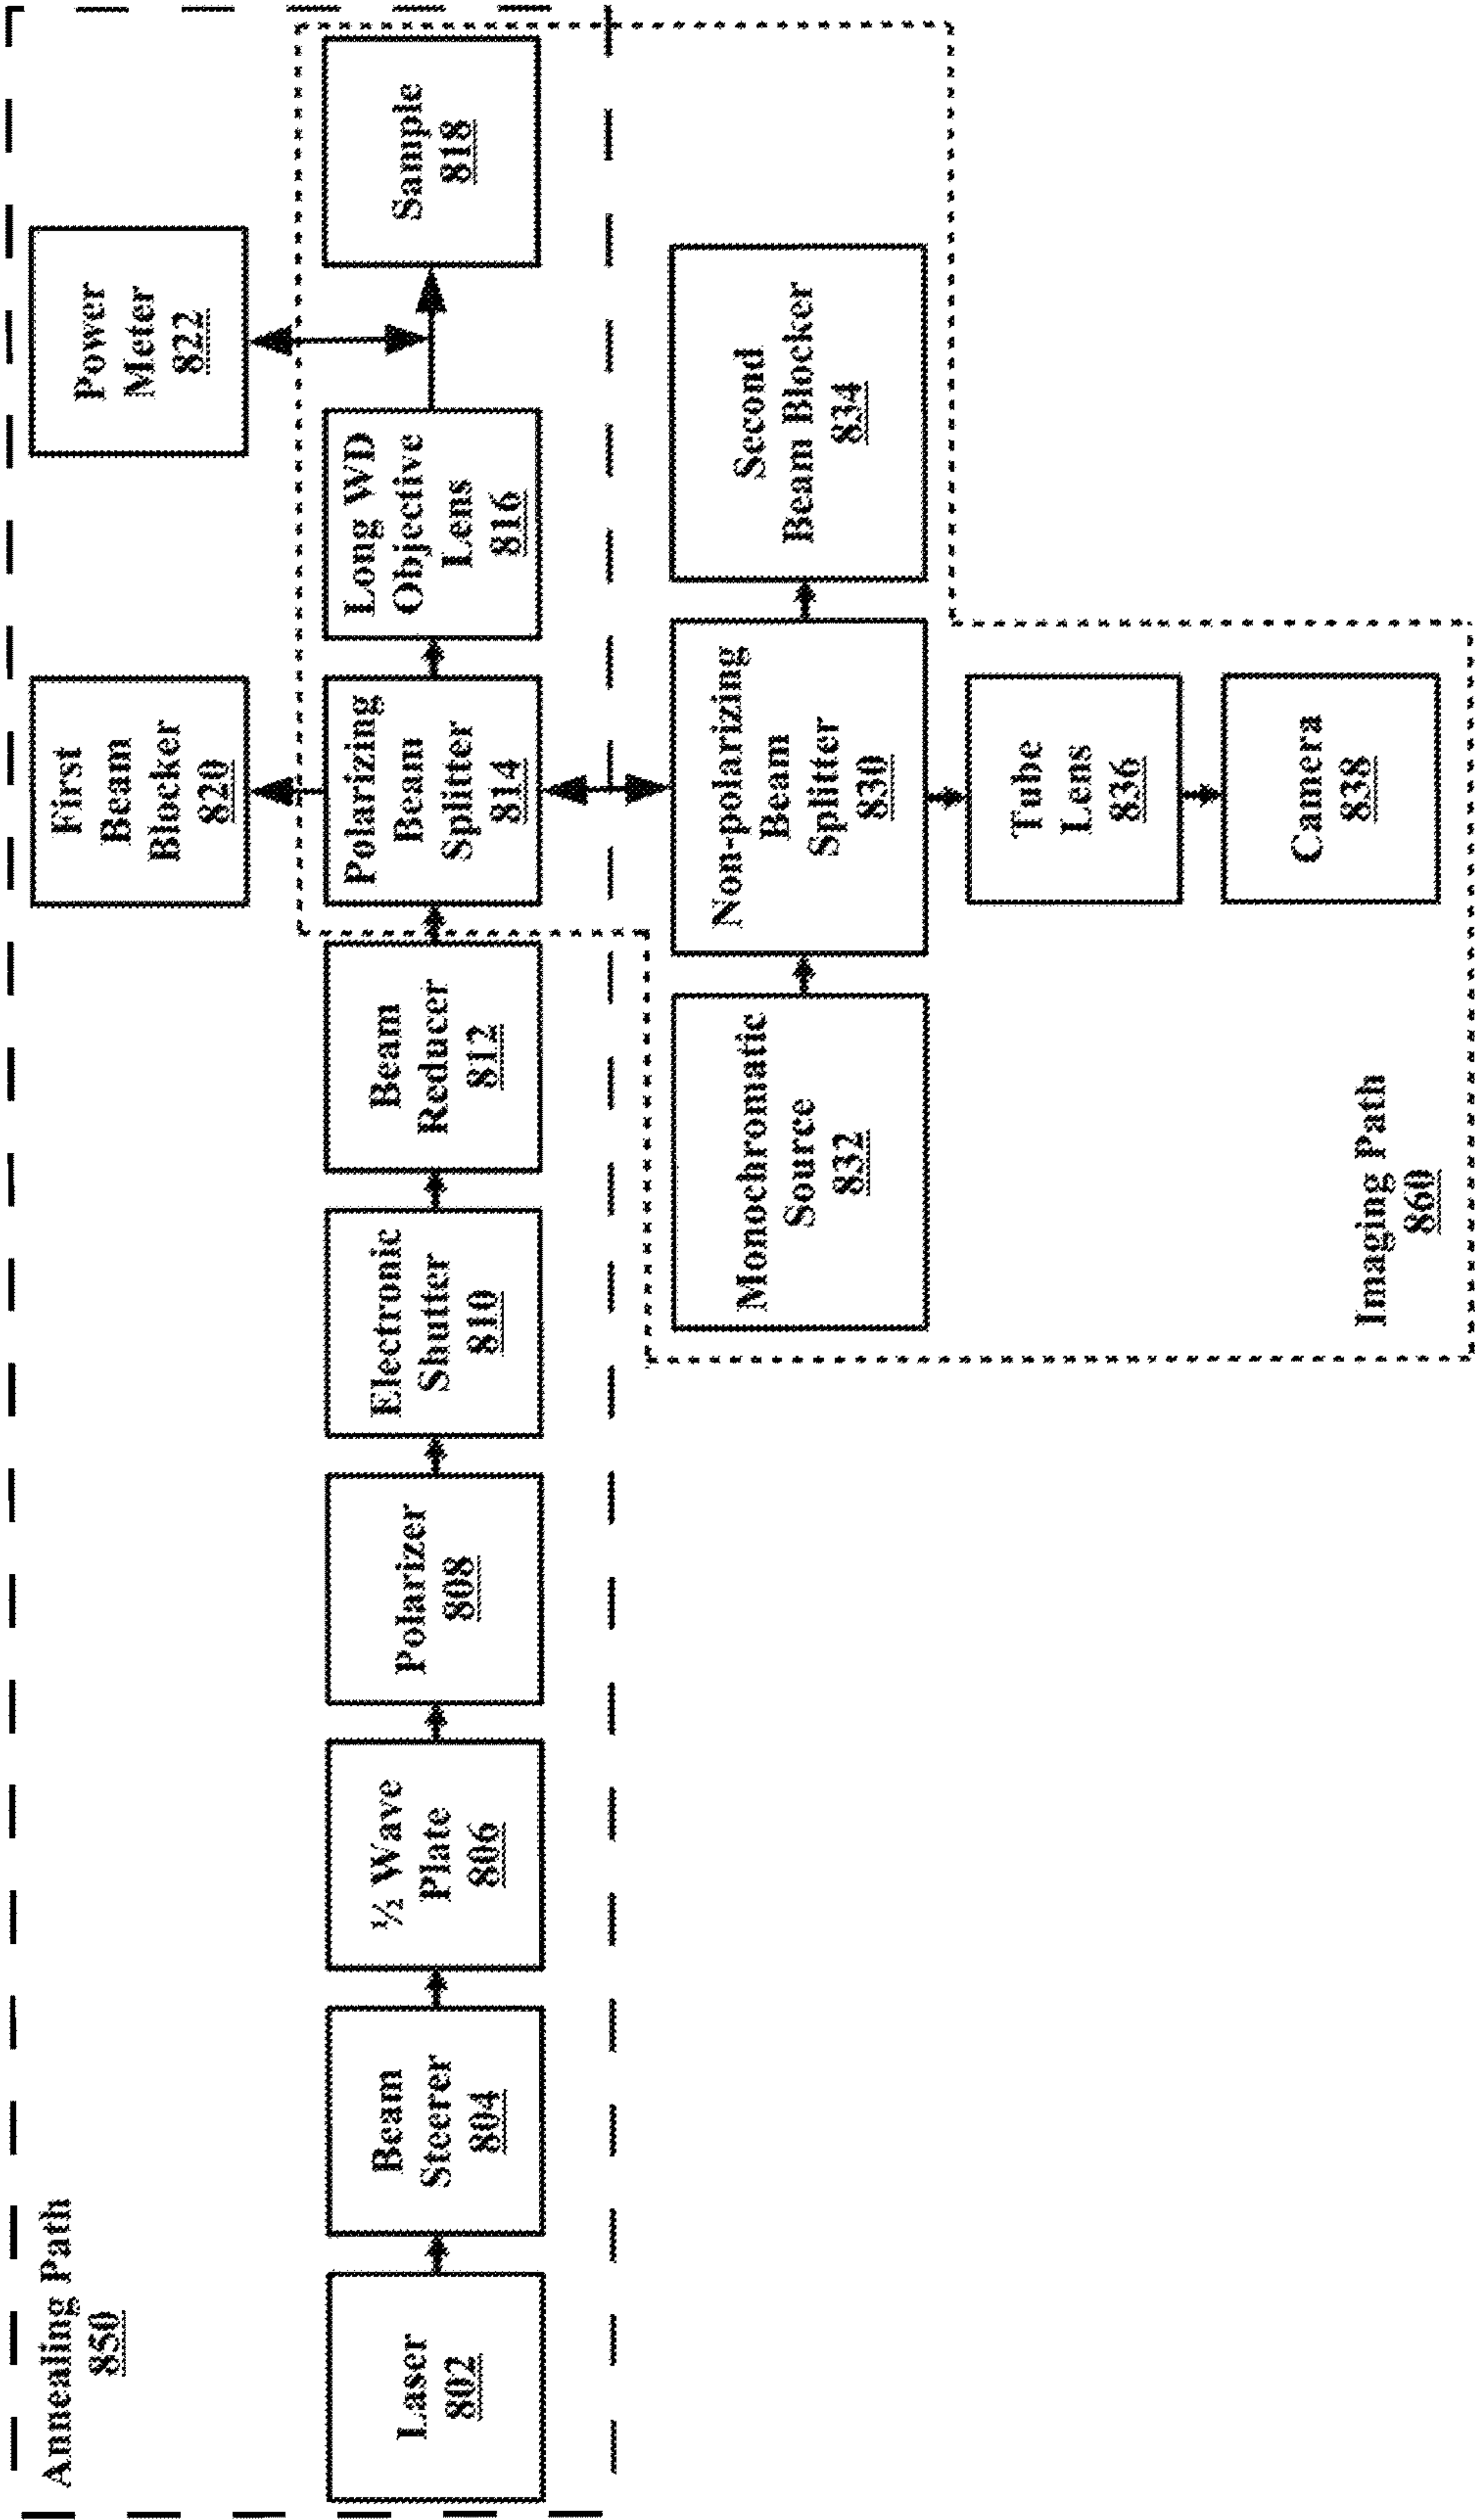 Annealing Path
850
First
Beam
Blocker
820
Power
Meter
822
Laser
802
Beam
Steerer
804
½ Wave
Plate
806
Polarizer
808
Electronic
Shutter
810
Beam
Reducer
812
Polarizing
Beam
Splitter
814
Long WD
Objective
Lens
816
Sample
818
Monochromatic
Source
832
Non-polarizing
Beam
Splitter
830
Second
Beam Blocker
834
Tube
Lens
836
Camera
838
Imaging Path
860